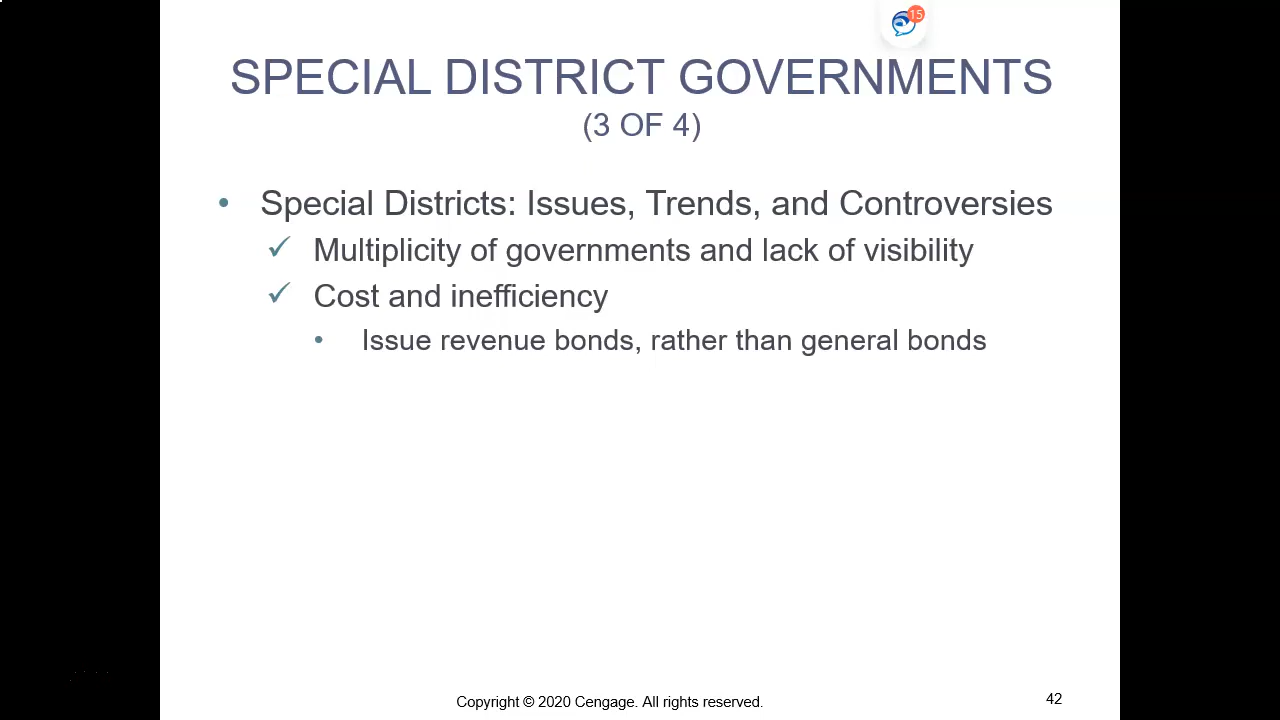 15
SPECIAL DISTRICT GOVERNMENTS
(3 OF 4)
• Special Districts: Issues, Trends, and Controversies
✓ Multiplicity of governments and lack of visibility
✓ Cost and inefficiency
• Issue revenue bonds, rather than general bonds
Copyright © 2020 Cengage. All rights reserved.
42